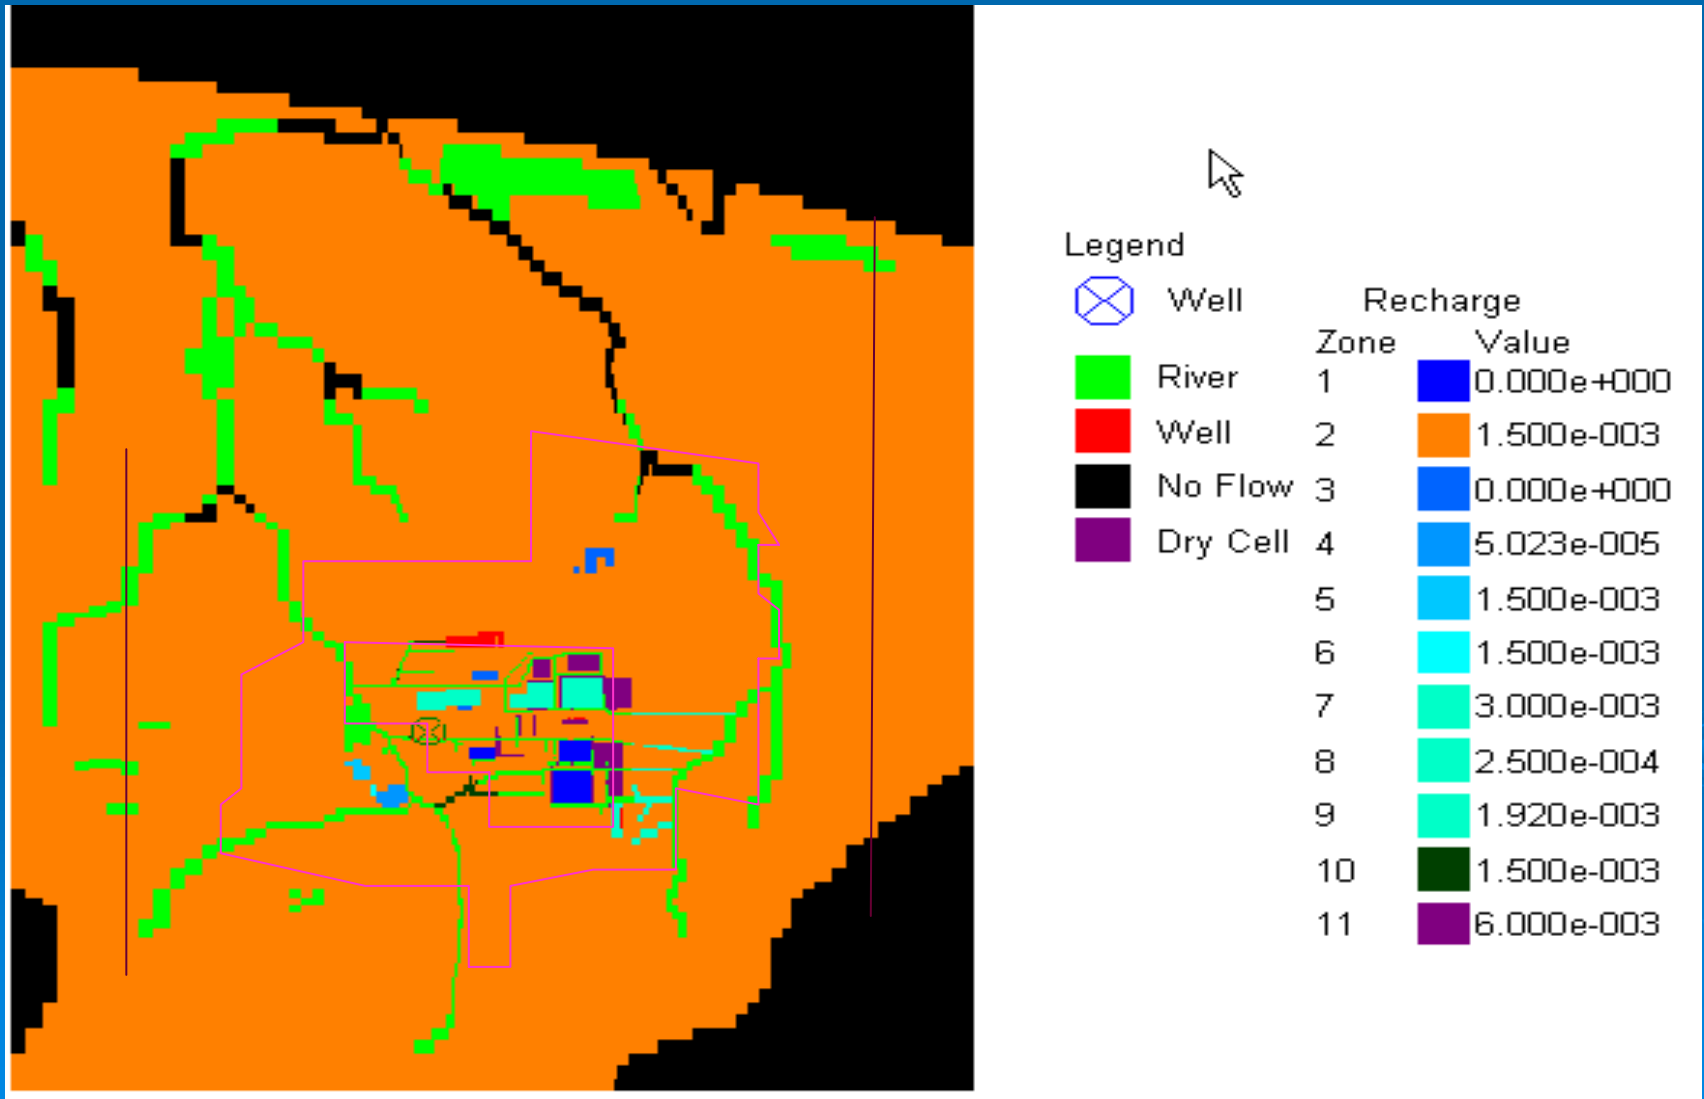 Legend
Well
Recharge
Zone Value
River
Well
No Flow
Dry Cell
1 0.000e+000
2 1.500e-003
3 0.000e+000
4 5.023e-005
5 1.500e-003
6 1.500e-003
7 3.000e-003
8 2.500e-004
9 1.920e-003
10 1.500e-003
11 6.000e-003